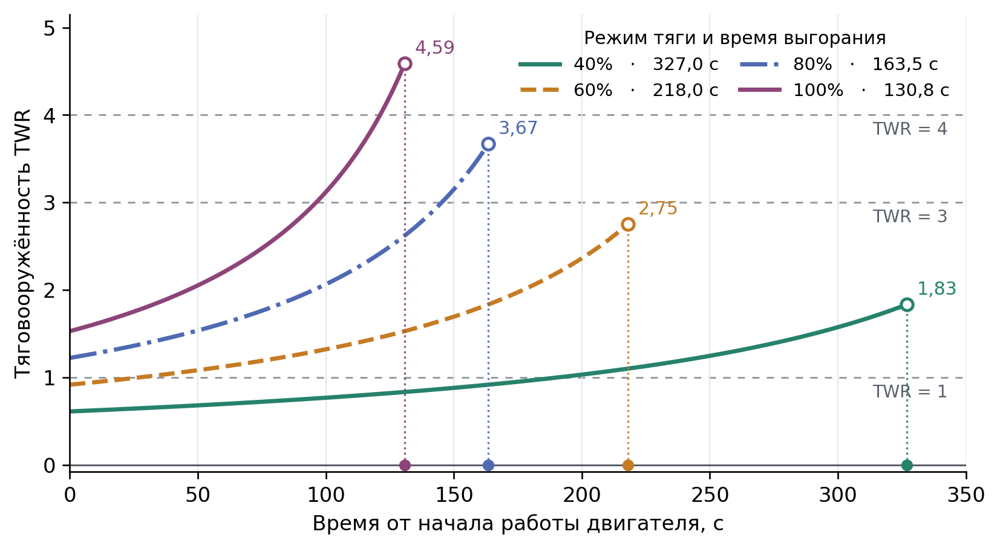 Режим тяги и время выгорания
40% · 327,0 с
80% · 163,5 с
60% · 218,0 с
100% · 130,8 с
4,59
3,67
2,75
1,83
TWR = 4
TWR = 3
TWR = 1
Тяговооружённость TWR
5
4
3
2
1
0
0 50 100 150 200 250 300 350
Время от начала работы двигателя, с